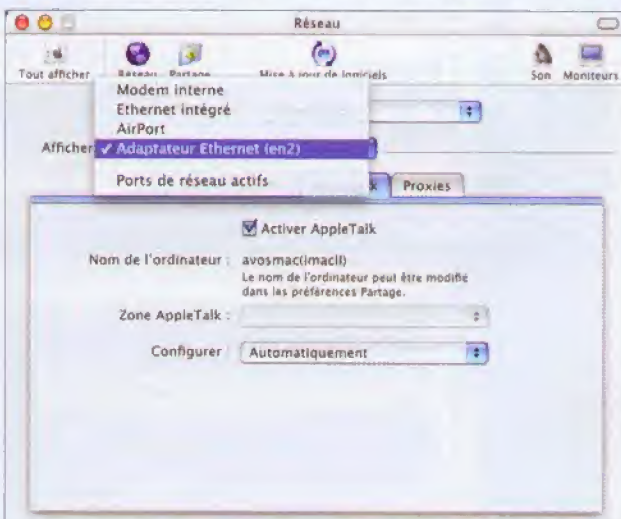 Réseau
Tout afficher Réseau Partage Mise à jour de logiciels Son Moniteurs
Modem interne
Ethernet intégré
AirPort
Afficher ✓ Adaptateur Ethernet (en2)
Ports de réseau actifs
k Proxies
Activer AppleTalk
Nom de l'ordinateur : avosmac(imacII)
Le nom de l'ordinateur peut être modifié
dans les préférences Partage.
Zone AppleTalk :
Configurer : Automatiquement